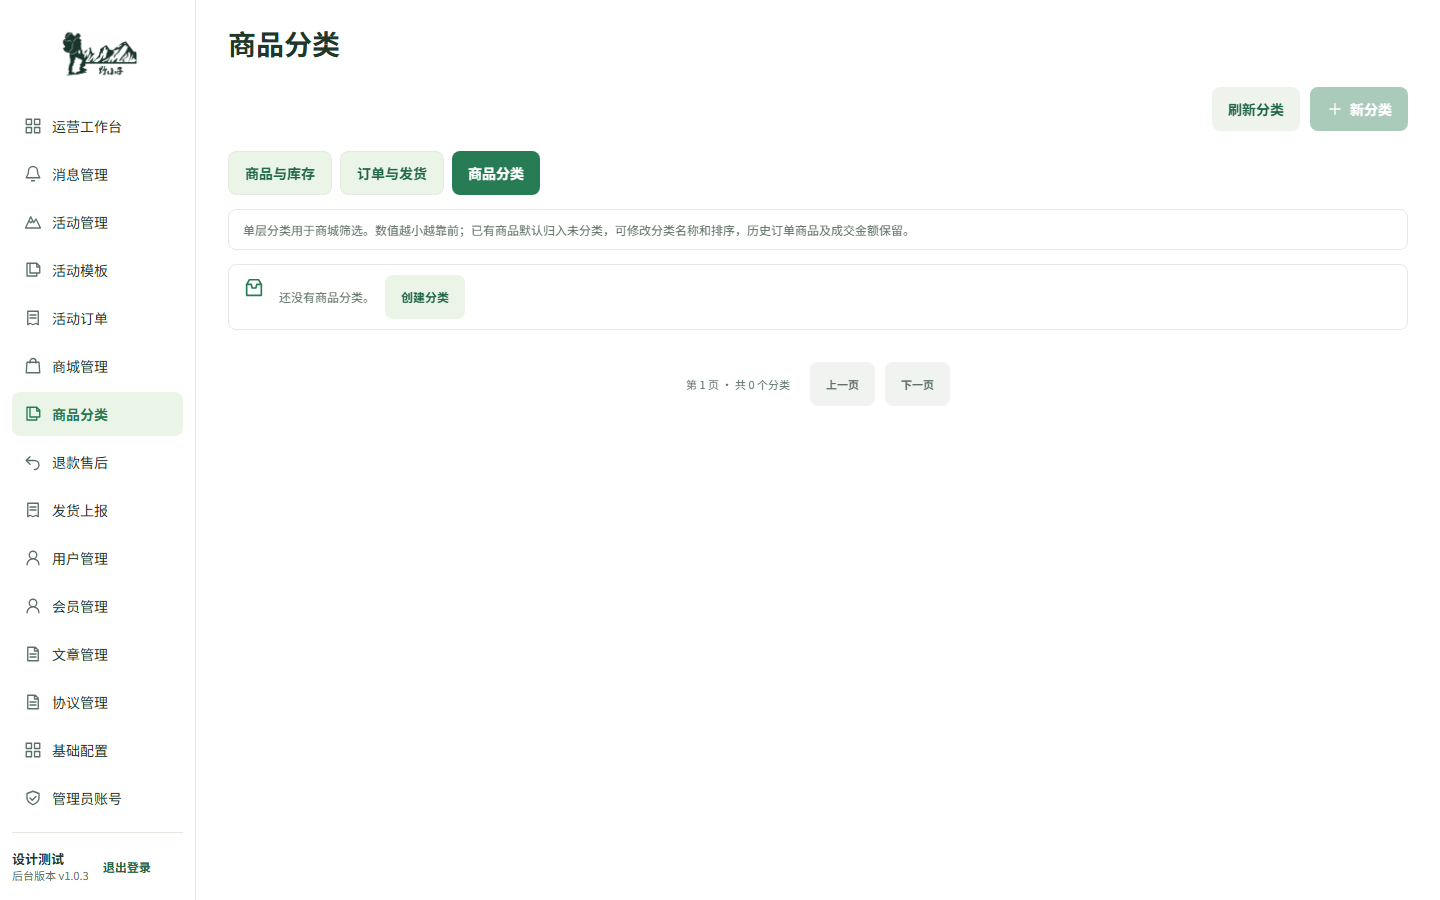 野小子
运营工作台
消息管理
活动管理
活动模板
活动订单
商城管理
商品分类
退款售后
发货上报
用户管理
会员管理
文章管理
协议管理
基础配置
管理员账号
设计测试
后台版本 v1.0.3
退出登录
商品分类
刷新分类
新分类
商品与库存
订单与发货
商品分类
单层分类用于商城筛选。数值越小越靠前；已有商品默认归入未分类，可修改分类名称和排序，历史订单商品及成交金额保留。
还没有商品分类。
创建分类
第 1 页 · 共 0 个分类
上一页
下一页